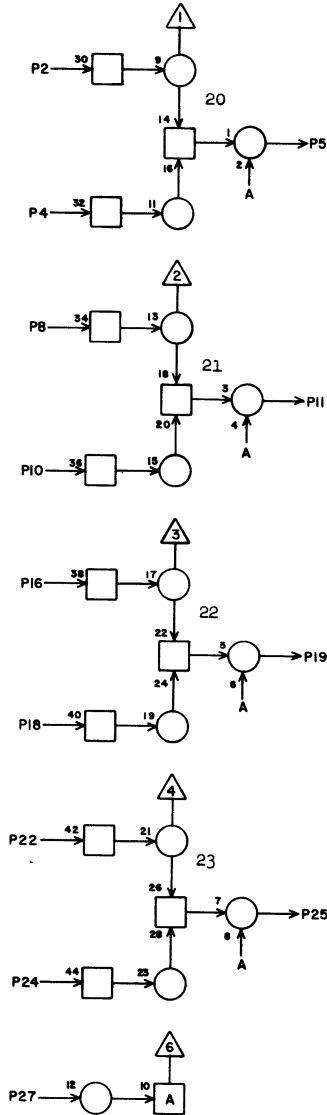 1
P2 30 9
20
14 1 P5
16 2
A
P4 32 11
2
P8 34 13
21
18 3 P11
20 4
A
P10 36 15
3
P16 38 17
22
22 5 P19
24 6
A
P18 40 19
4
P22 42 21
23
26 7 P25
28 8
A
P24 44 23
6
P27 12 10 A